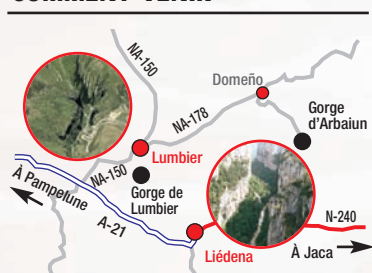 COMMENT VENIR
NA-150
Domeño
NA-178
Gorge
d'Arbaiun
Lumbier
NA-150
À Pampelune
Gorge de
Lumbier
A-21
N-240
Liédena
À Jaca